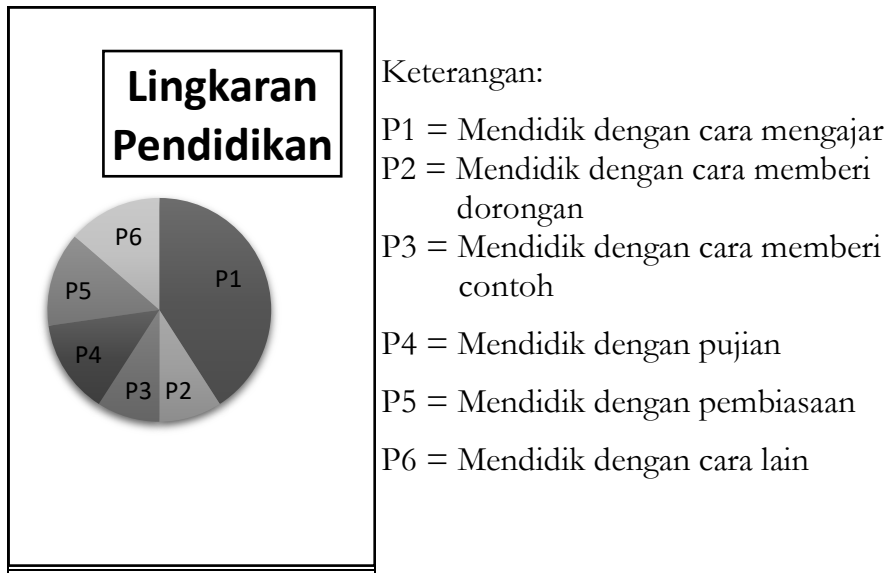 Lingkaran
Pendidikan
P6
P1
P5
P4
P3
P2
Keterangan:
P1 = Mendidik dengan cara mengajar
P2 = Mendidik dengan cara memberi
dorongan
P3 = Mendidik dengan cara memberi
contoh
P4 = Mendidik dengan pujian
P5 = Mendidik dengan pembiasaan
P6 = Mendidik dengan cara lain